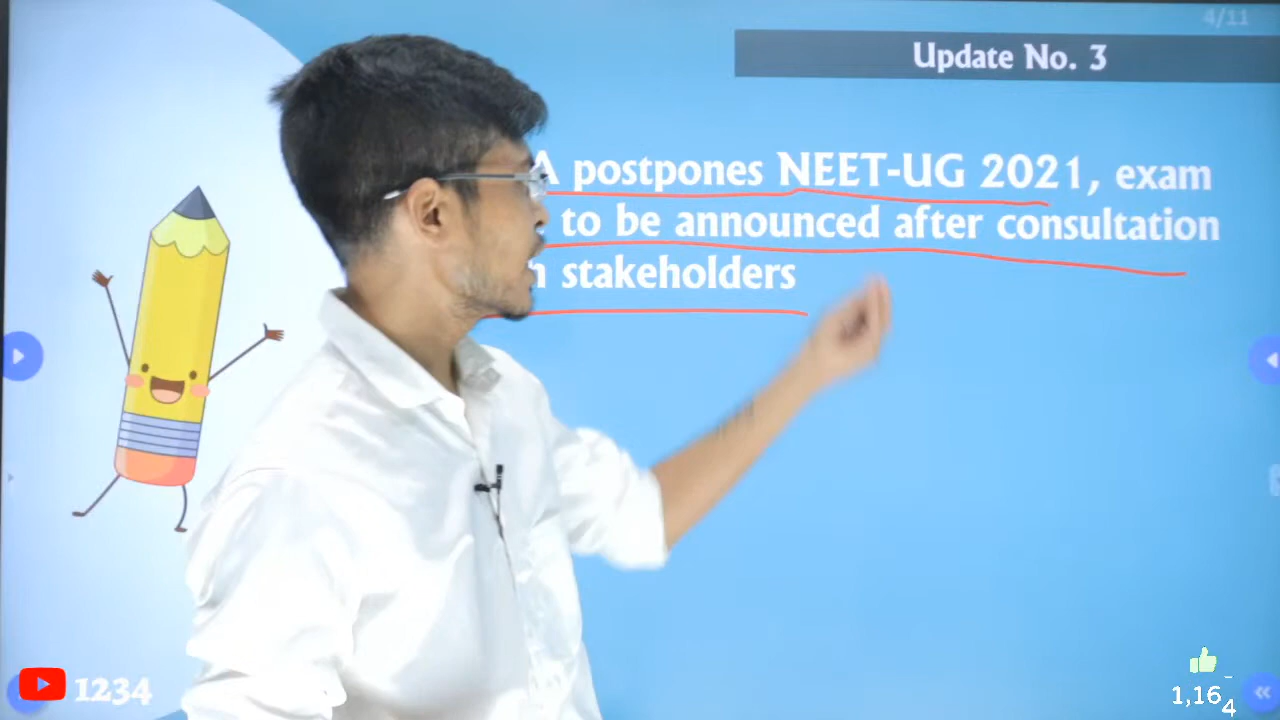 4/11
Update No. 3
A postpones NEET-UG 2021, exam
to be announced after consultation
h stakeholders
1234
1,164